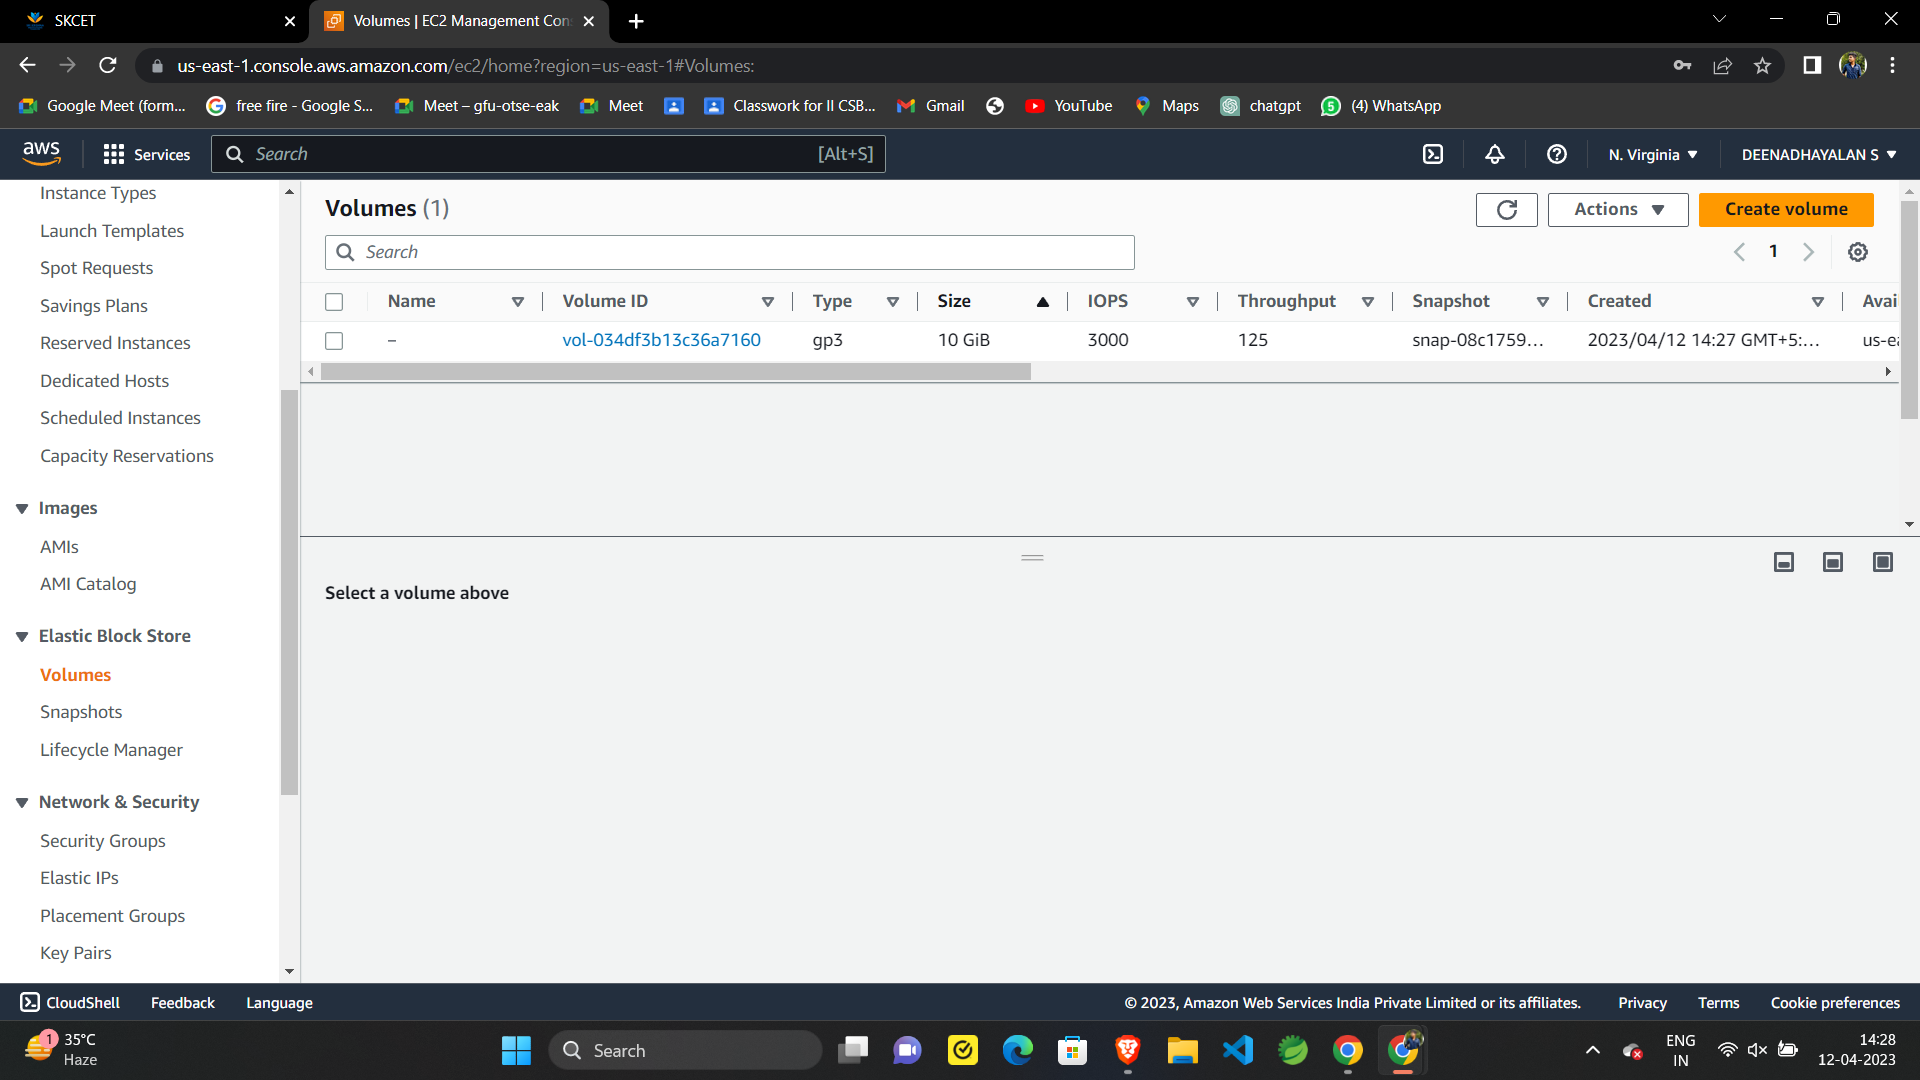 SKCET
Volumes | EC2 Management Con
us-east-1.console.aws.amazon.com/ec2/home?region=us-east-1#Volumes:
Google Meet (form...
free fire - Google S...
Meet – gfu-otse-eak
Meet
Classwork for II CSB...
Gmail
YouTube
Maps
chatgpt
(4) WhatsApp
aws
Services
Search
[Alt+S]
N. Virginia
DEENADHAYALAN S
Instance Types
Launch Templates
Spot Requests
Savings Plans
Reserved Instances
Dedicated Hosts
Scheduled Instances
Capacity Reservations
Images
AMIs
AMI Catalog
Elastic Block Store
Volumes
Snapshots
Lifecycle Manager
Network & Security
Security Groups
Elastic IPs
Placement Groups
Key Pairs
Volumes (1)
Actions
Create volume
Search
1
Name Volume ID Type Size IOPS Throughput Snapshot Created Avai
– vol-034df3b13c36a7160 gp3 10 GiB 3000 125 snap-08c1759... 2023/04/12 14:27 GMT+5:... us-ea
Select a volume above
CloudShell
Feedback
Language
© 2023, Amazon Web Services India Private Limited or its affiliates.
Privacy
Terms
Cookie preferences
1
35°C
Haze
Search
ENG
IN
14:28
12-04-2023